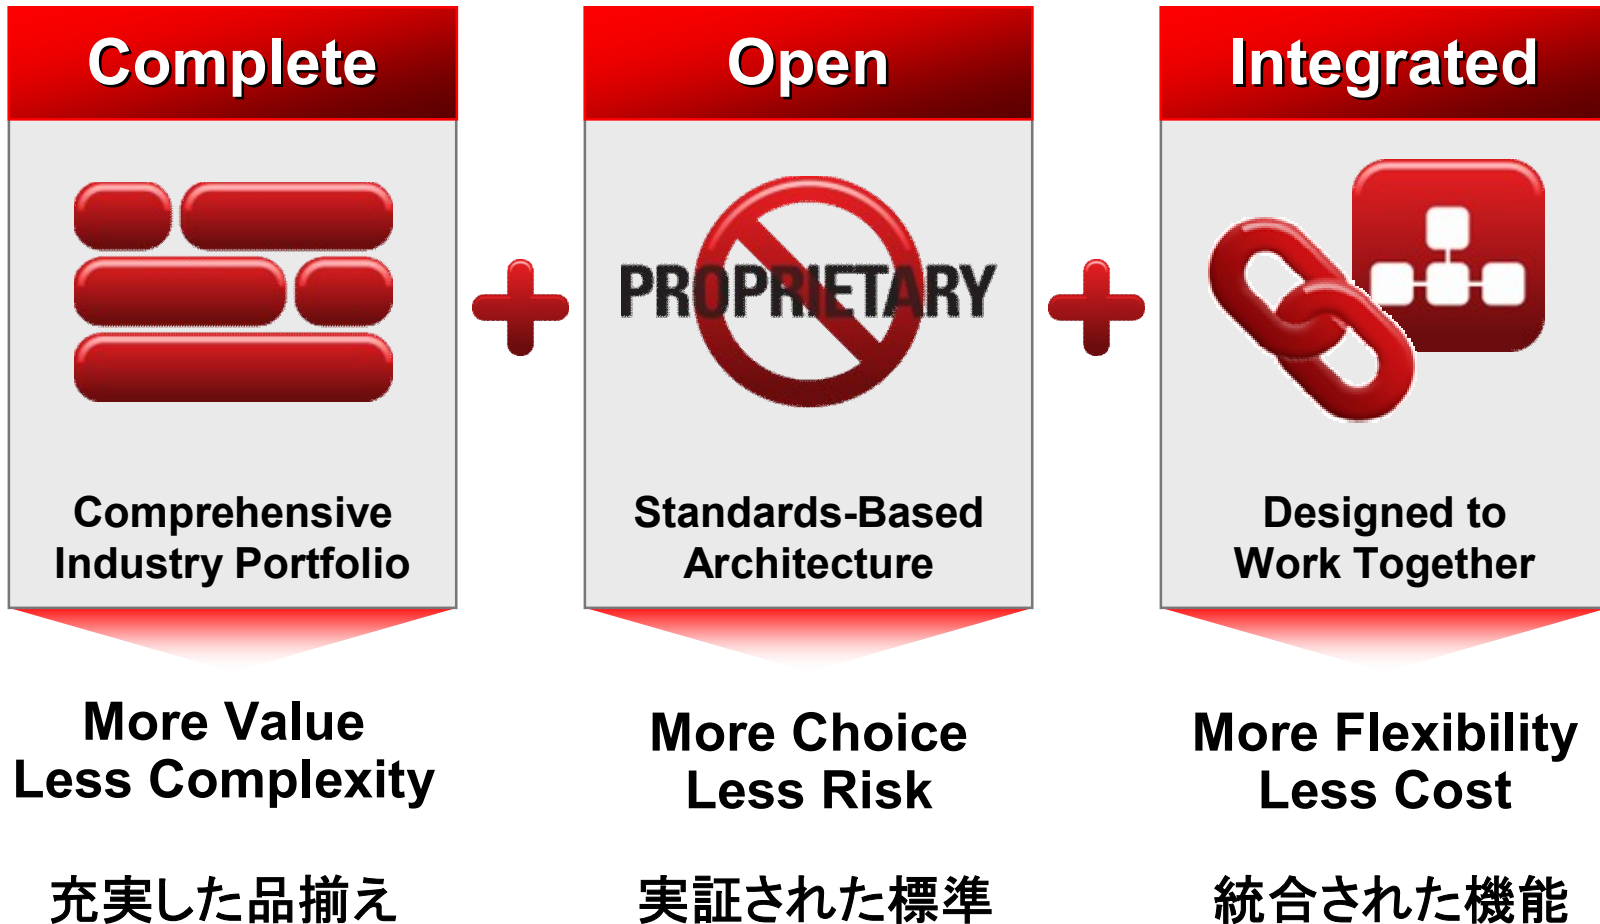 Complete
Comprehensive
Industry Portfolio
More Value
Less Complexity
充実した品揃え
Open
PROPRIETARY
Standards-Based
Architecture
More Choice
Less Risk
実証された標準
Integrated
Designed to
Work Together
More Flexibility
Less Cost
統合された機能